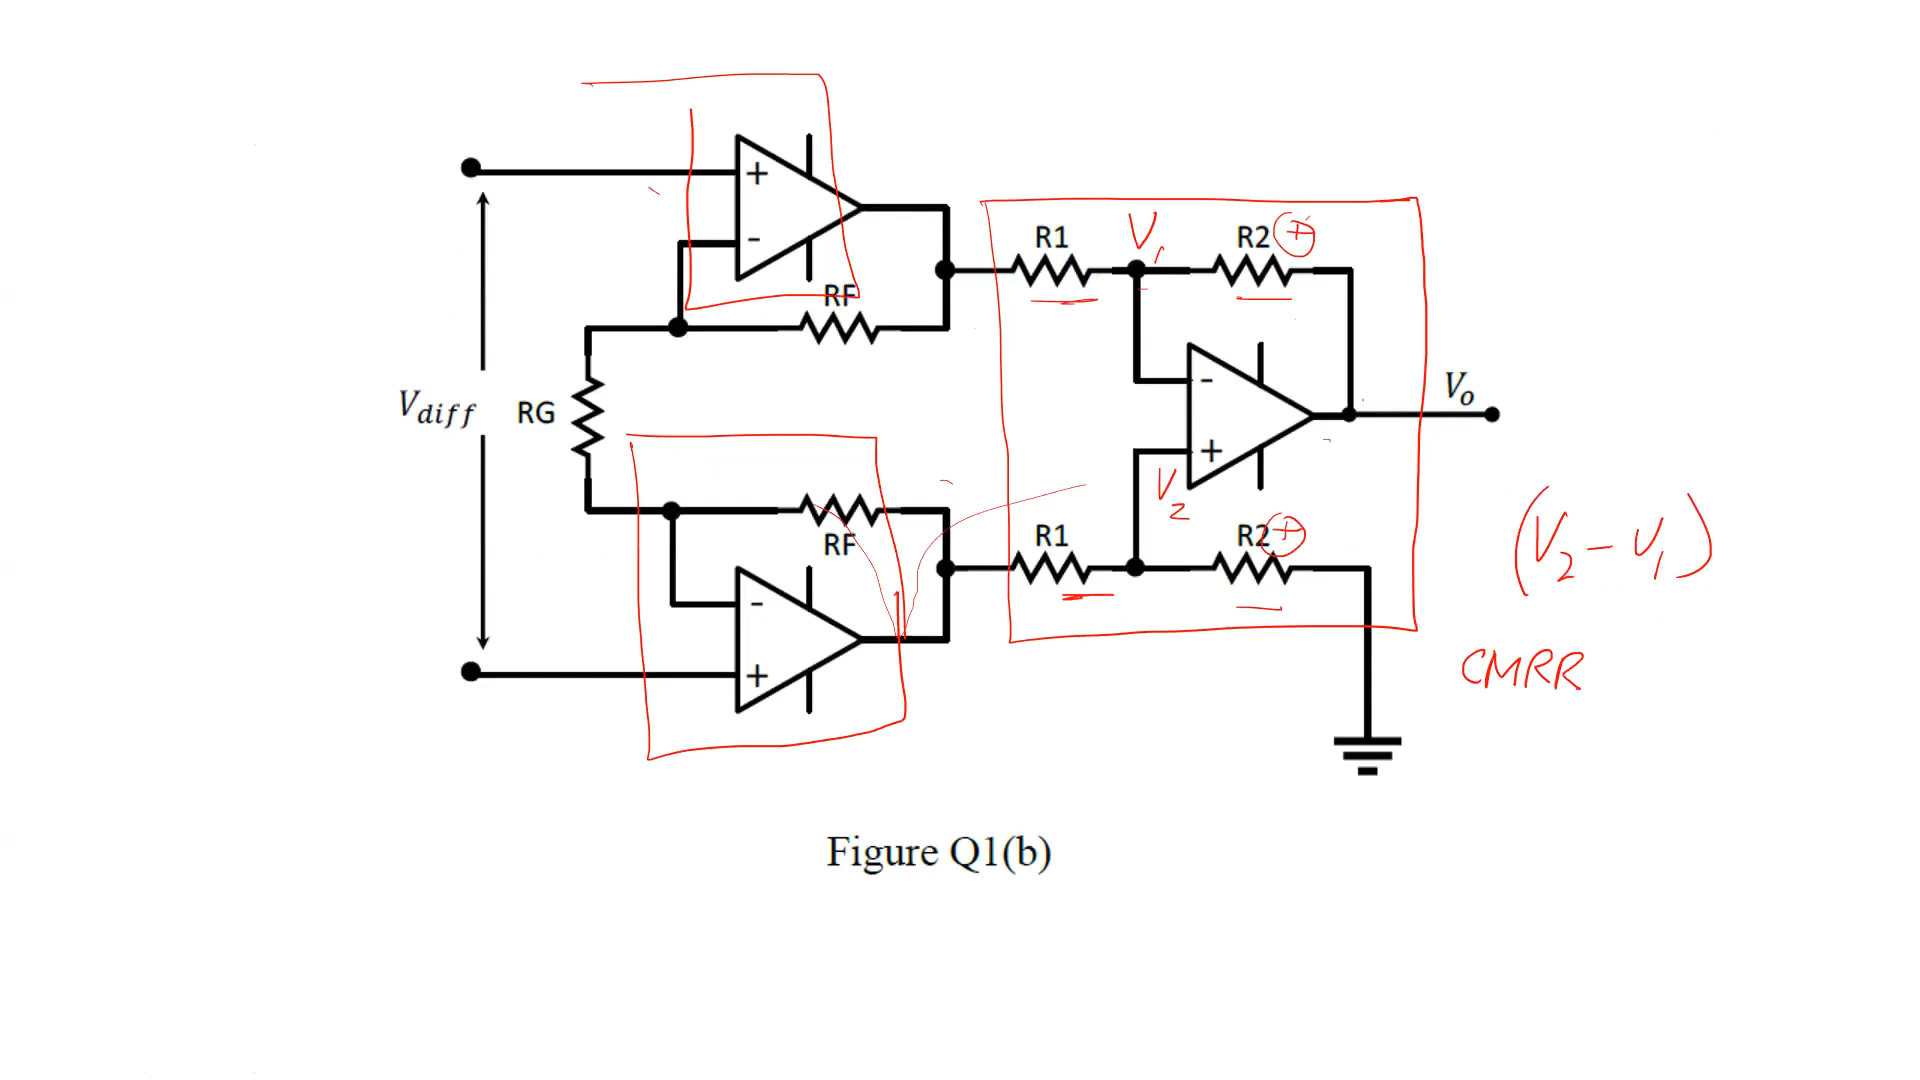 +
-
RF
R1
V1
R2 +
Vdiff
RG
-
+
Vo
V2
RF
R1
R2 +
(V2 - V1)
-
+
CMRR
Figure Q1(b)